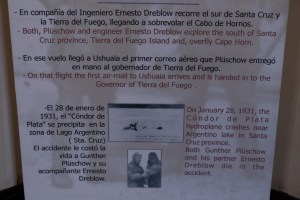 - En compañía del Ingeniero Ernesto Dreblow recorre el sur de Santa Cruz y
la Tierra del Fuego, llegando a sobrevolar el Cabo de Hornos.
- Both, Plüschow and engineer Ernesto Dreblow explore the south of Santa
Cruz province, Tierra del Fuego Island and, overfly Cape Horn.
- En ese vuelo llegó a Ushuaia el primer correo aéreo que Plüschow entregó
en mano al gobernador de Tierra del Fuego.
- On that flight the first air-mail to Ushuaia arrives and is handed in to the
Governor of Tierra del Fuego.
-El 28 de enero
de 1931, el "Cóndor de
Plata" se precipita en la
zona de Lago Argentino
( Sta. Cruz)
El accidente le costó la
vida a Gunther
Plüschow y su
acompañante Ernesto
Dreblow.
On January 28, 1931, the
Cóndor de Plata
hydroplane crashes near
Argentino lake in Santa
Cruz province.
Both Gunther Plüschow
and his partner Ernesto
Dreblow die in the
accident.